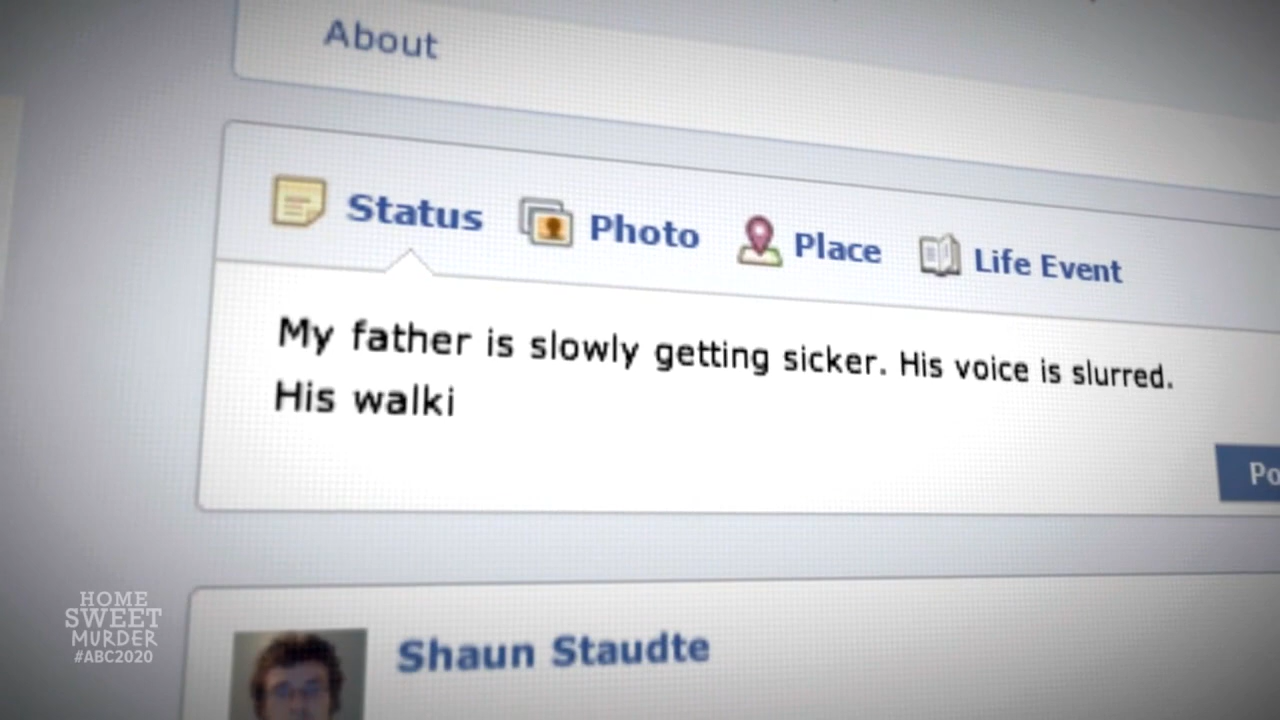 About
Status Photo Place Life Event
My father is slowly getting sicker. His voice is slurred.
His walki
Po
Shaun Staudte
HOME
SWEET
MURDER
#ABC2020